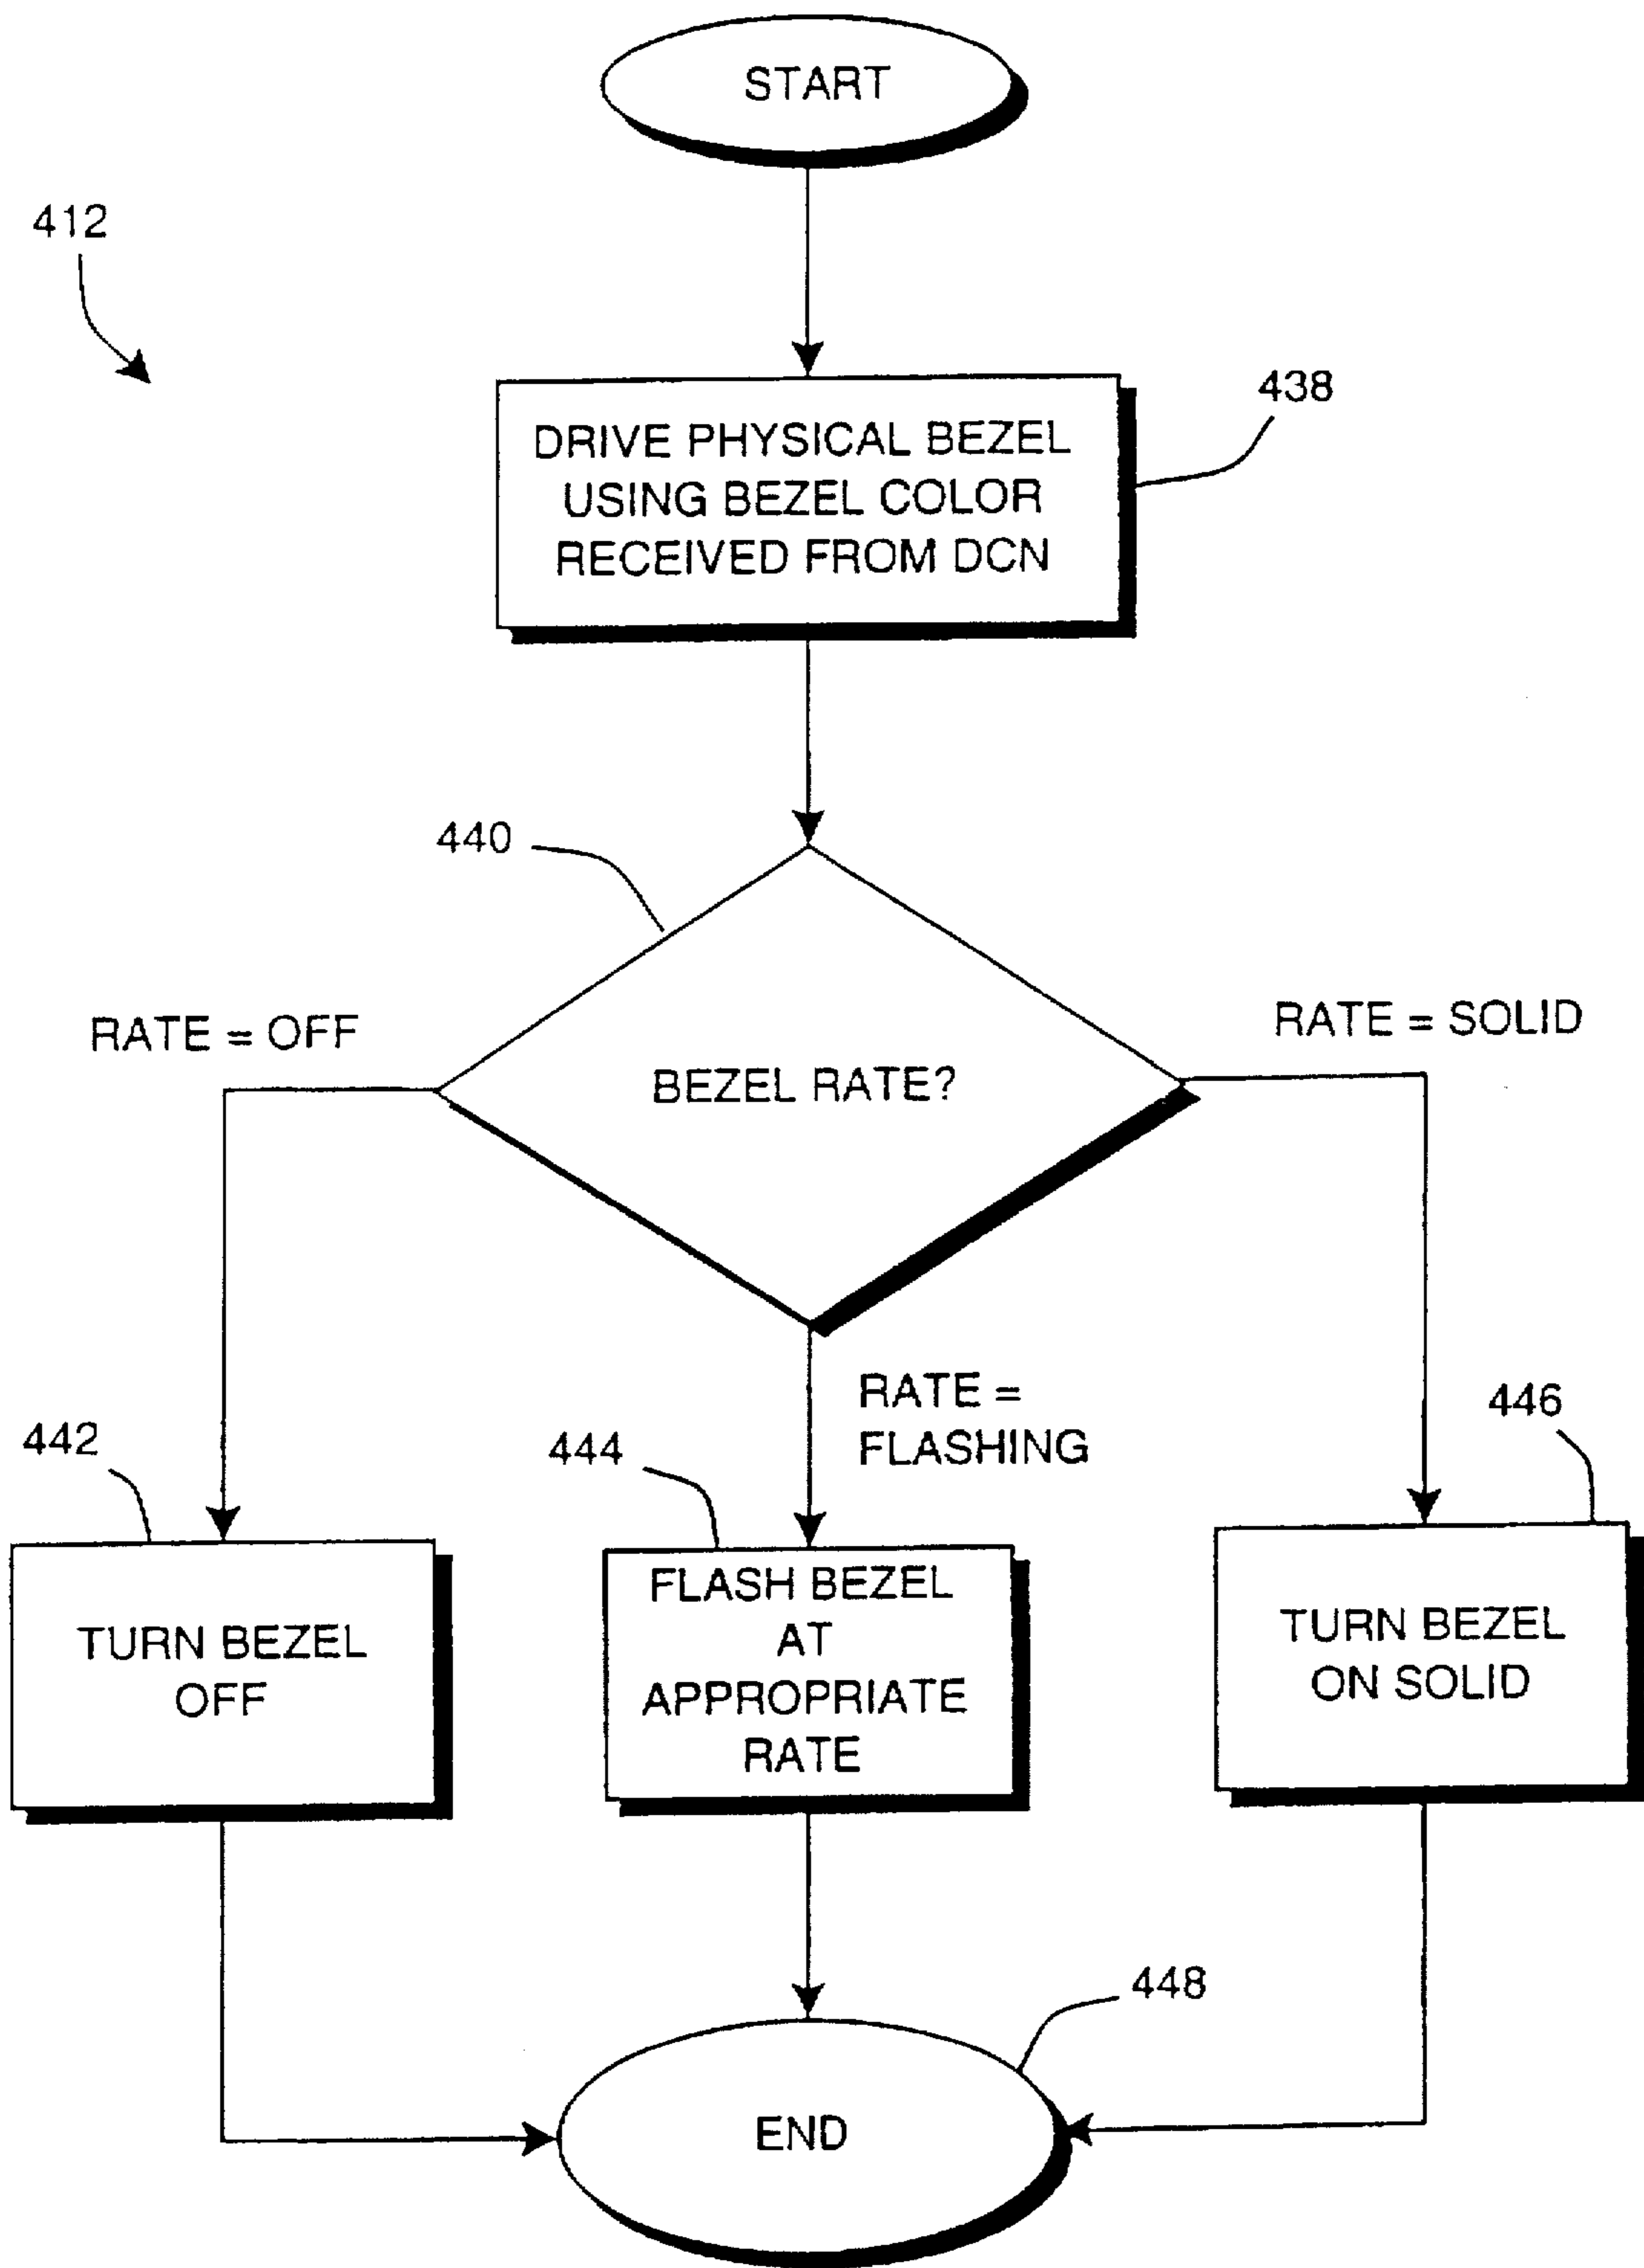 START
412
438
DRIVE PHYSICAL BEZEL
USING BEZEL COLOR
RECEIVED FROM DCN
440
RATE = OFF
BEZEL RATE?
RATE = SOLID
RATE =
FLASHING
442
444
446
TURN BEZEL
OFF
FLASH BEZEL
AT
APPROPRIATE
RATE
TURN BEZEL
ON SOLID
448
END